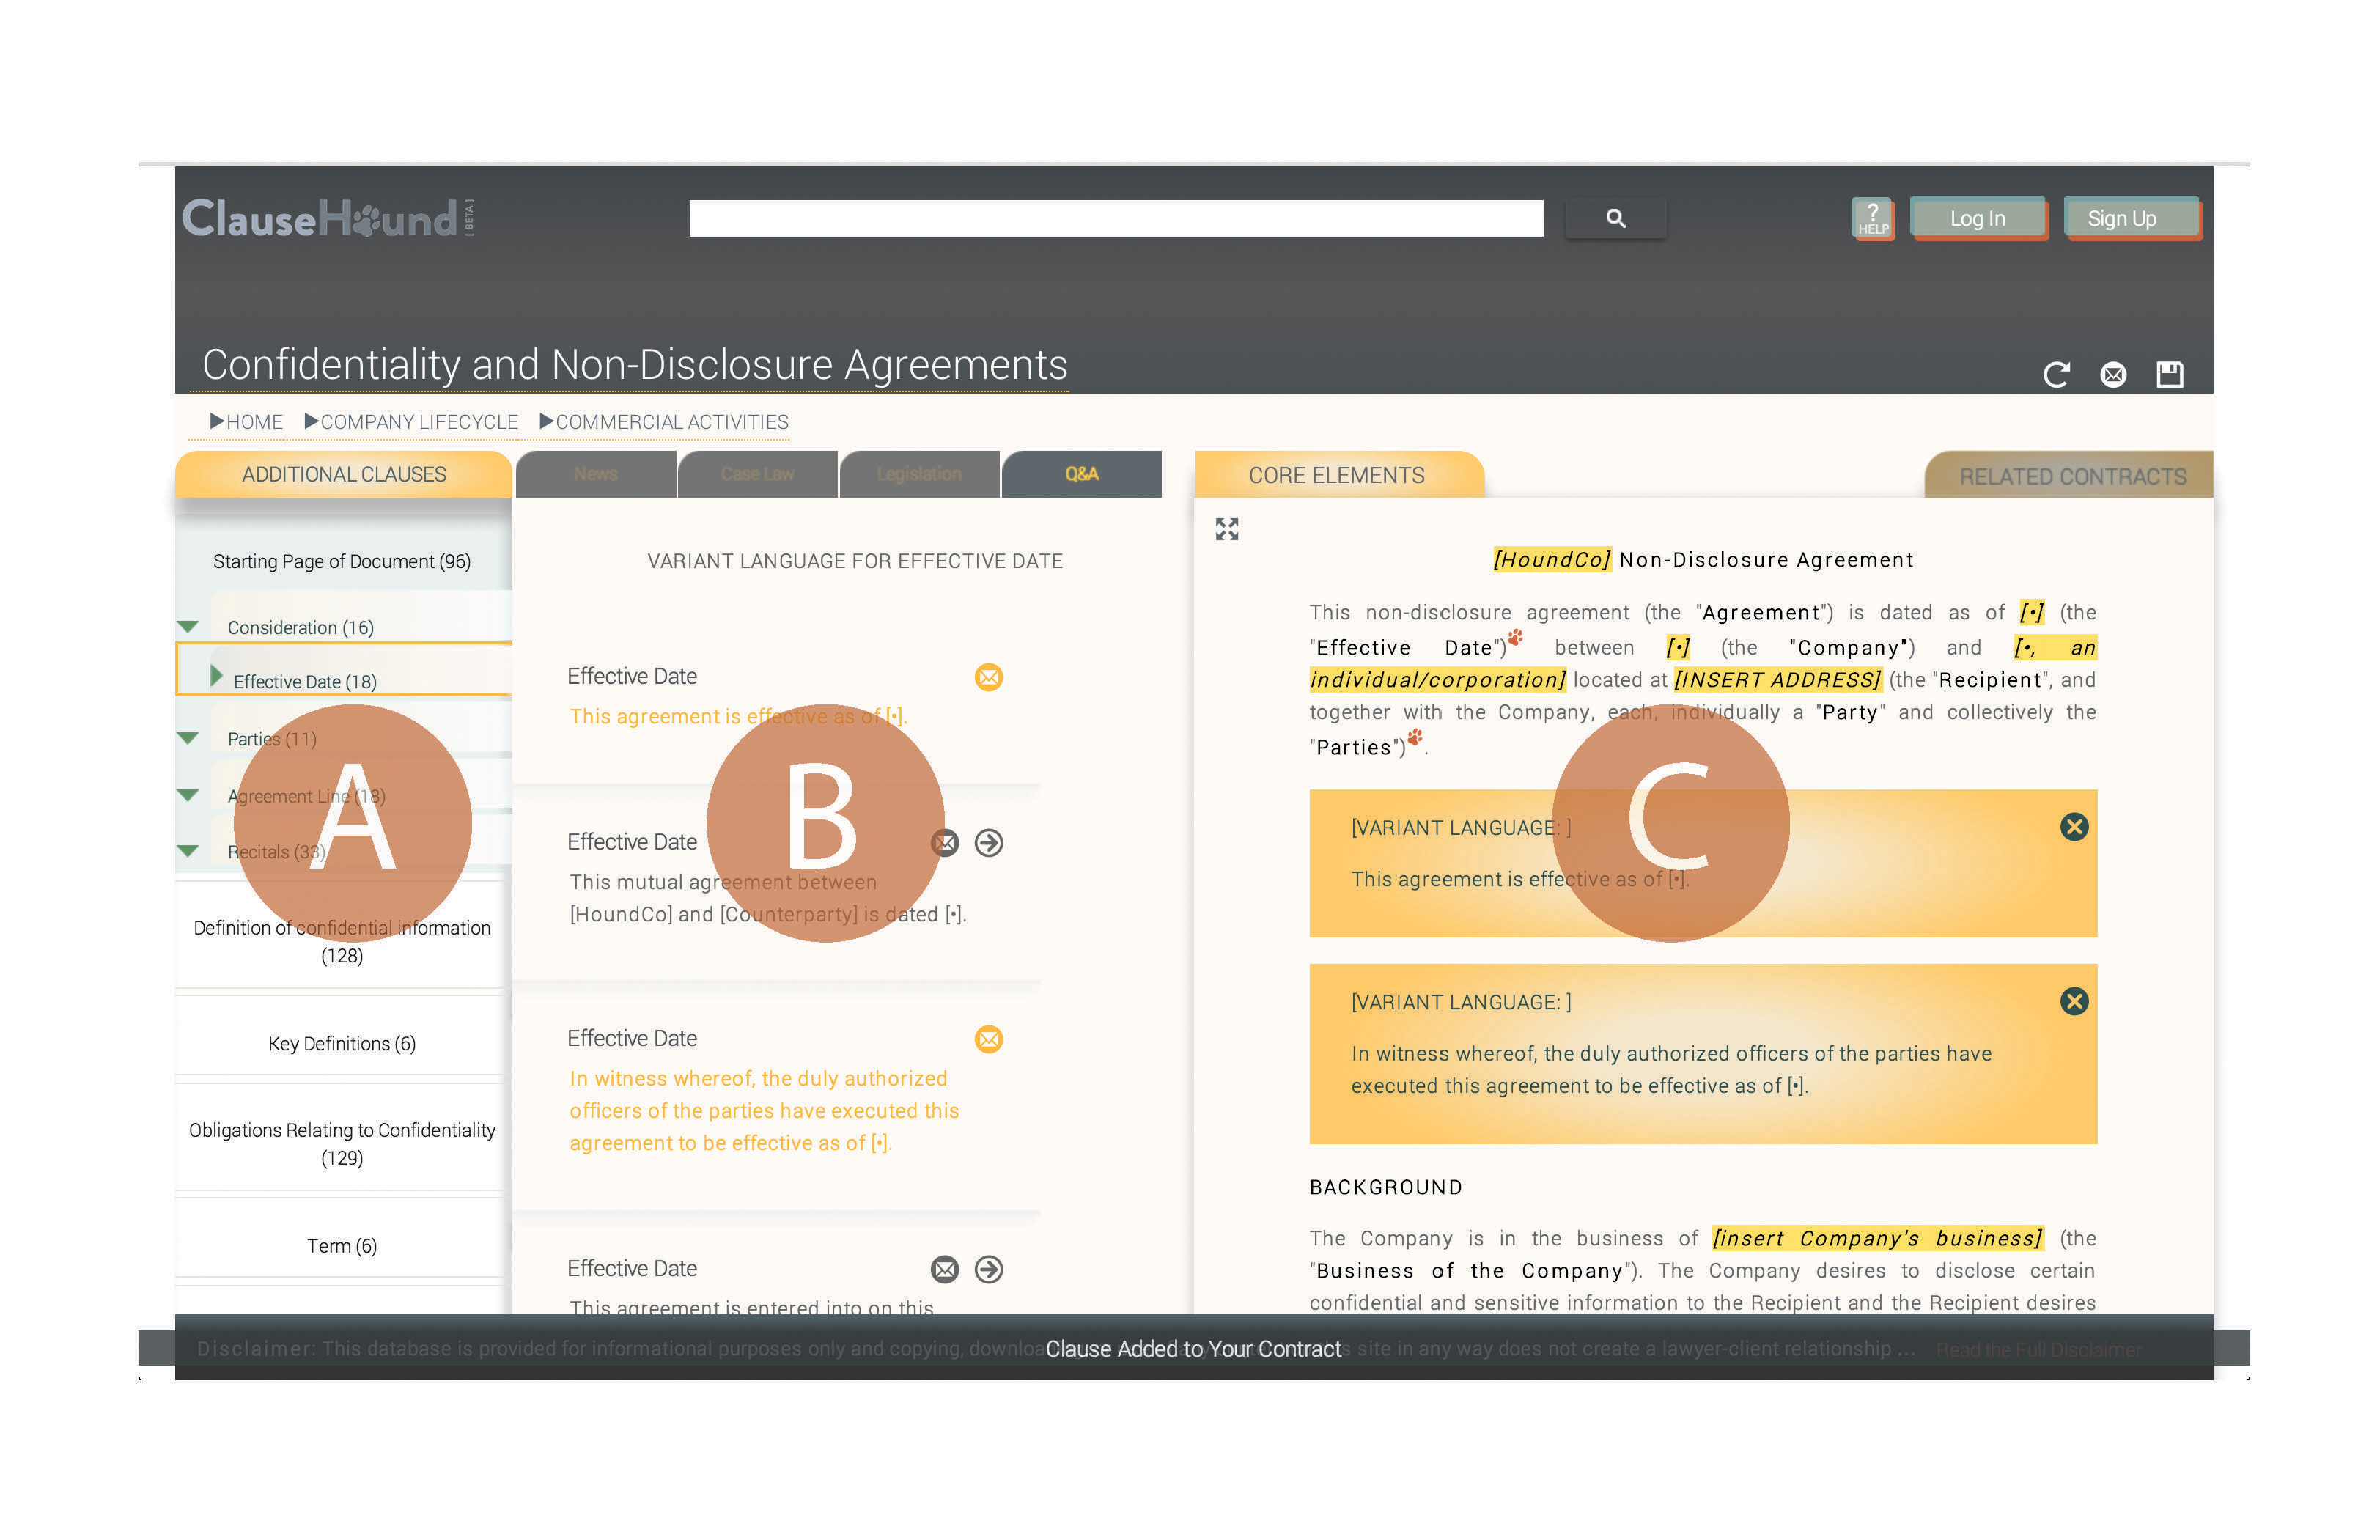 ClauseHound [BETA]
? HELP
Log In
Sign Up
Confidentiality and Non-Disclosure Agreements
HOME COMPANY LIFECYCLE COMMERCIAL ACTIVITIES
ADDITIONAL CLAUSES
News
Case Law
Legislation
Q&A
CORE ELEMENTS
RELATED CONTRACTS
Starting Page of Document (96)
Consideration (16)
Effective Date (18)
Parties (11)
Agreement Line (18)
Recitals (33)
A
Definition of confidential information
(128)
Key Definitions (6)
Obligations Relating to Confidentiality
(129)
Term (6)
VARIANT LANGUAGE FOR EFFECTIVE DATE
Effective Date
This agreement is effective as of [•].
B
Effective Date
This mutual agreement between
[HoundCo] and [Counterparty] is dated [•].
Effective Date
In witness whereof, the duly authorized
officers of the parties have executed this
agreement to be effective as of [•].
Effective Date
This agreement is entered into on this
[HoundCo] Non-Disclosure Agreement
This non-disclosure agreement (the "Agreement") is dated as of [•] (the
"Effective Date") between [•] (the "Company") and [•, an
individual/corporation] located at [INSERT ADDRESS] (the "Recipient", and
together with the Company, each, individually a "Party" and collectively the
"Parties").
C
[VARIANT LANGUAGE: ]
This agreement is effective as of [•].
[VARIANT LANGUAGE: ]
In witness whereof, the duly authorized officers of the parties have
executed this agreement to be effective as of [•].
BACKGROUND
The Company is in the business of [insert Company's business] (the
"Business of the Company"). The Company desires to disclose certain
confidential and sensitive information to the Recipient and the Recipient desires
Disclaimer: This database is provided for informational purposes only and copying, site in any way does not create a lawyer-client relationship ... Read the Full Disclaimer
Clause Added to Your Contract